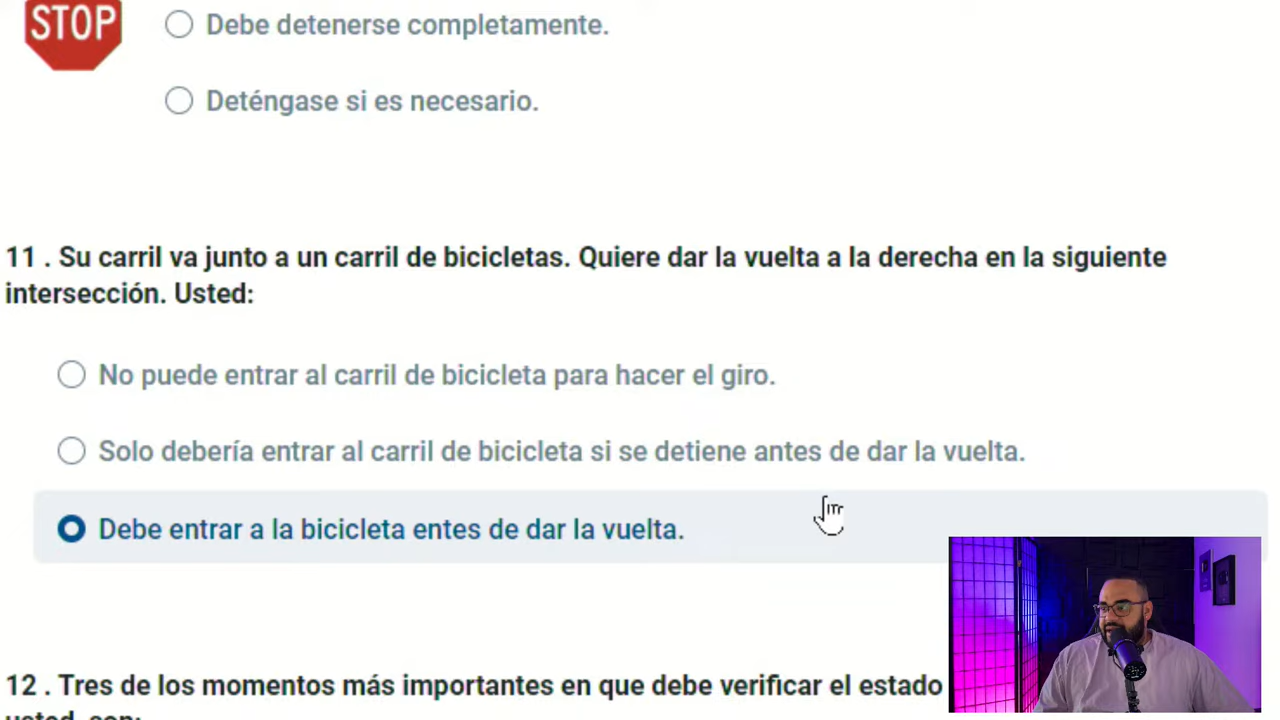 STOP
Debe detenerse completamente.
Deténgase si es necesario.
11 . Su carril va junto a un carril de bicicletas. Quiere dar la vuelta a la derecha en la siguiente
intersección. Usted:
No puede entrar al carril de bicicleta para hacer el giro.
Solo debería entrar al carril de bicicleta si se detiene antes de dar la vuelta.
Debe entrar a la bicicleta entes de dar la vuelta.
12 . Tres de los momentos más importantes en que debe verificar el estado
usted, son: